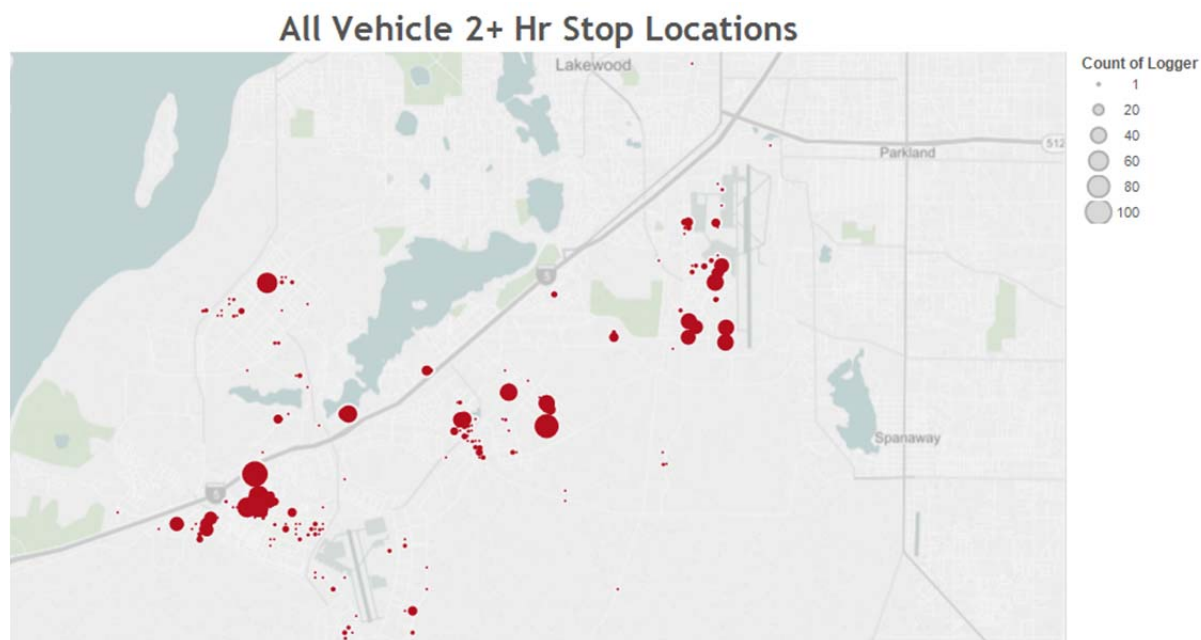 All Vehicle 2+ Hr Stop Locations
Lakewood
Count of Logger
1
20
40
60
80
100
512
Parkland
5
Spanaway
5